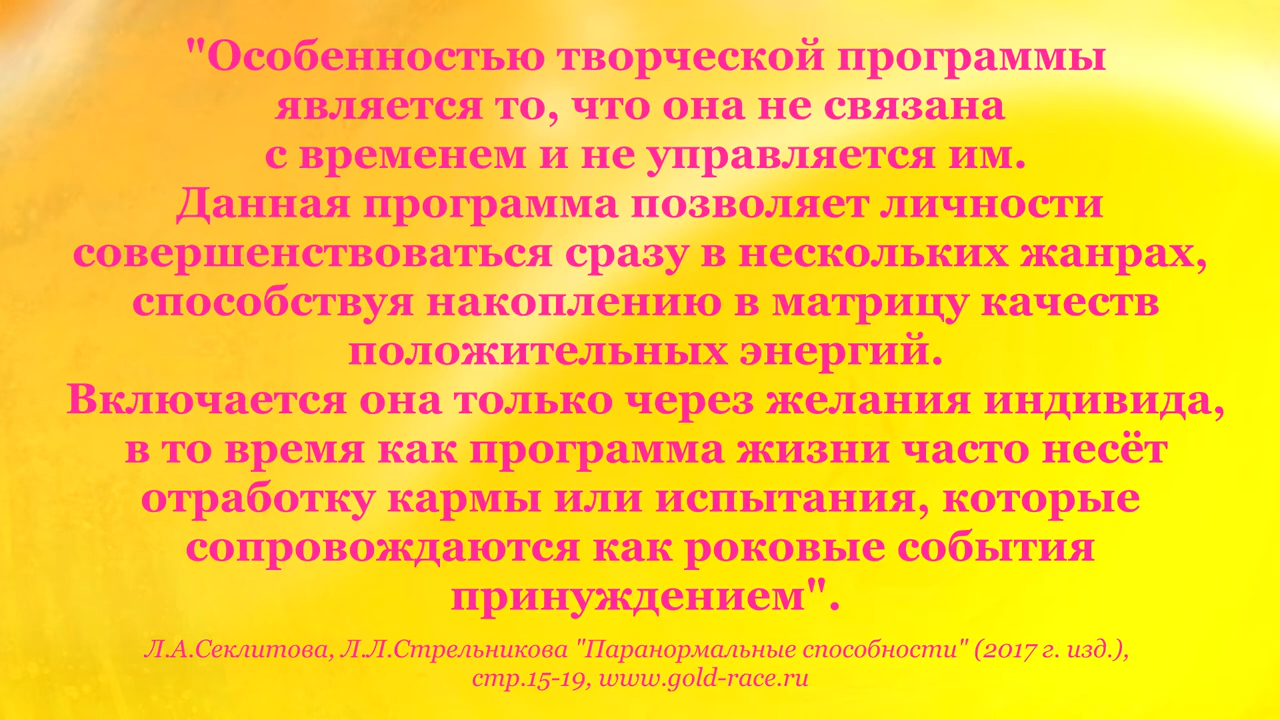 "Особенностью творческой программы
является то, что она не связана
с временем и не управляется им.
Данная программа позволяет личности
совершенствоваться сразу в нескольких жанрах,
способствуя накоплению в матрицу качеств
положительных энергий.
Включается она только через желания индивида,
в то время как программа жизни часто несёт
отработку кармы или испытания, которые
сопровождаются как роковые события
принуждением".
Л.А.Секлитова, Л.Л.Стрельникова "Паранормальные способности" (2017 г. изд.),
стр.15-19, www.gold-race.ru